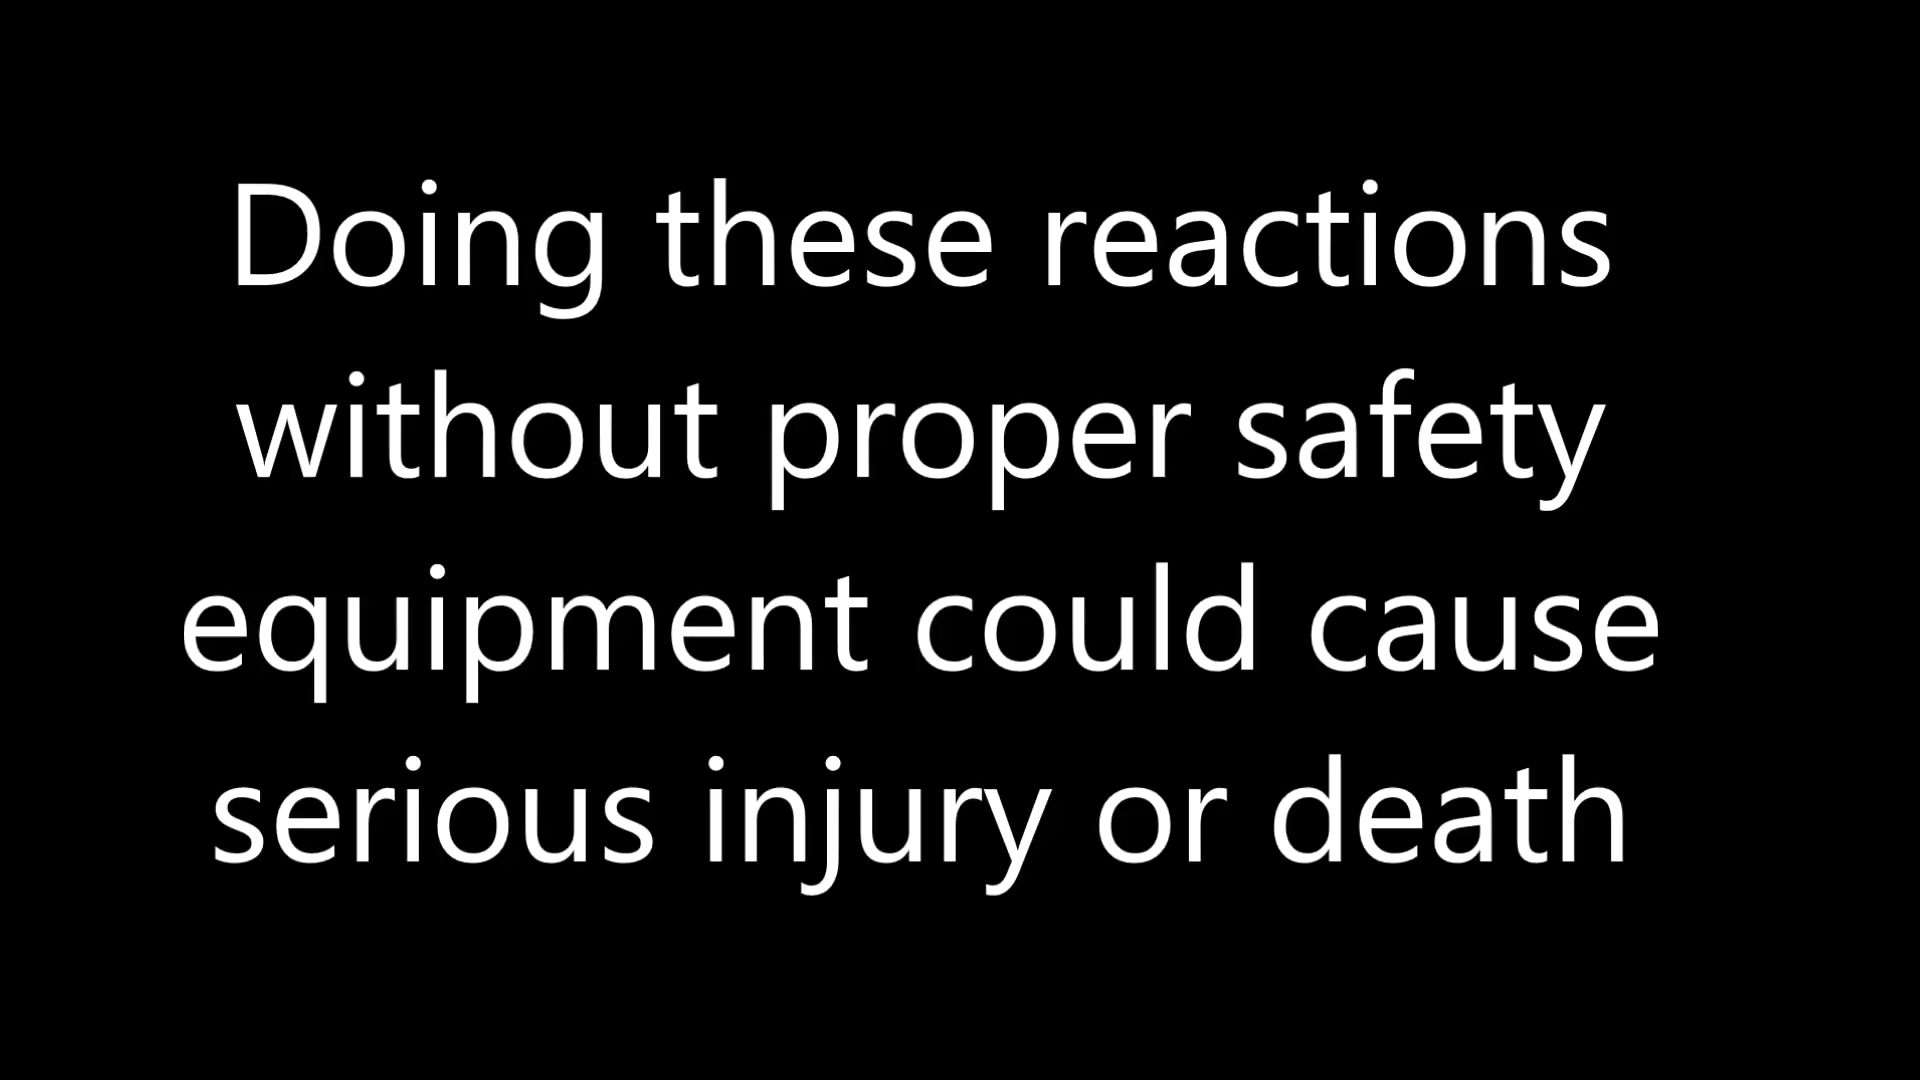 Doing these reactions
without proper safety
equipment could cause
serious injury or death